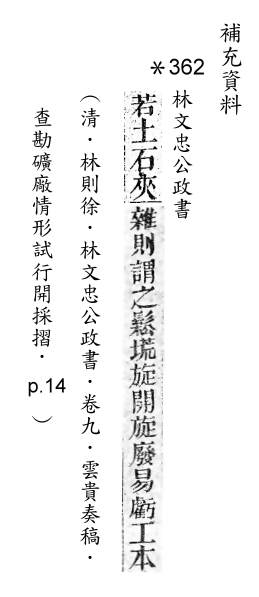 補充資料
＊362
林文忠公政書
若土石夾雜則謂之鬆𡎚旋開旋廢易虧工本
（清．林則徐．林文忠公政書．卷九．雲貴奏稿．
查勘礦廠情形試行開採摺．p.14）